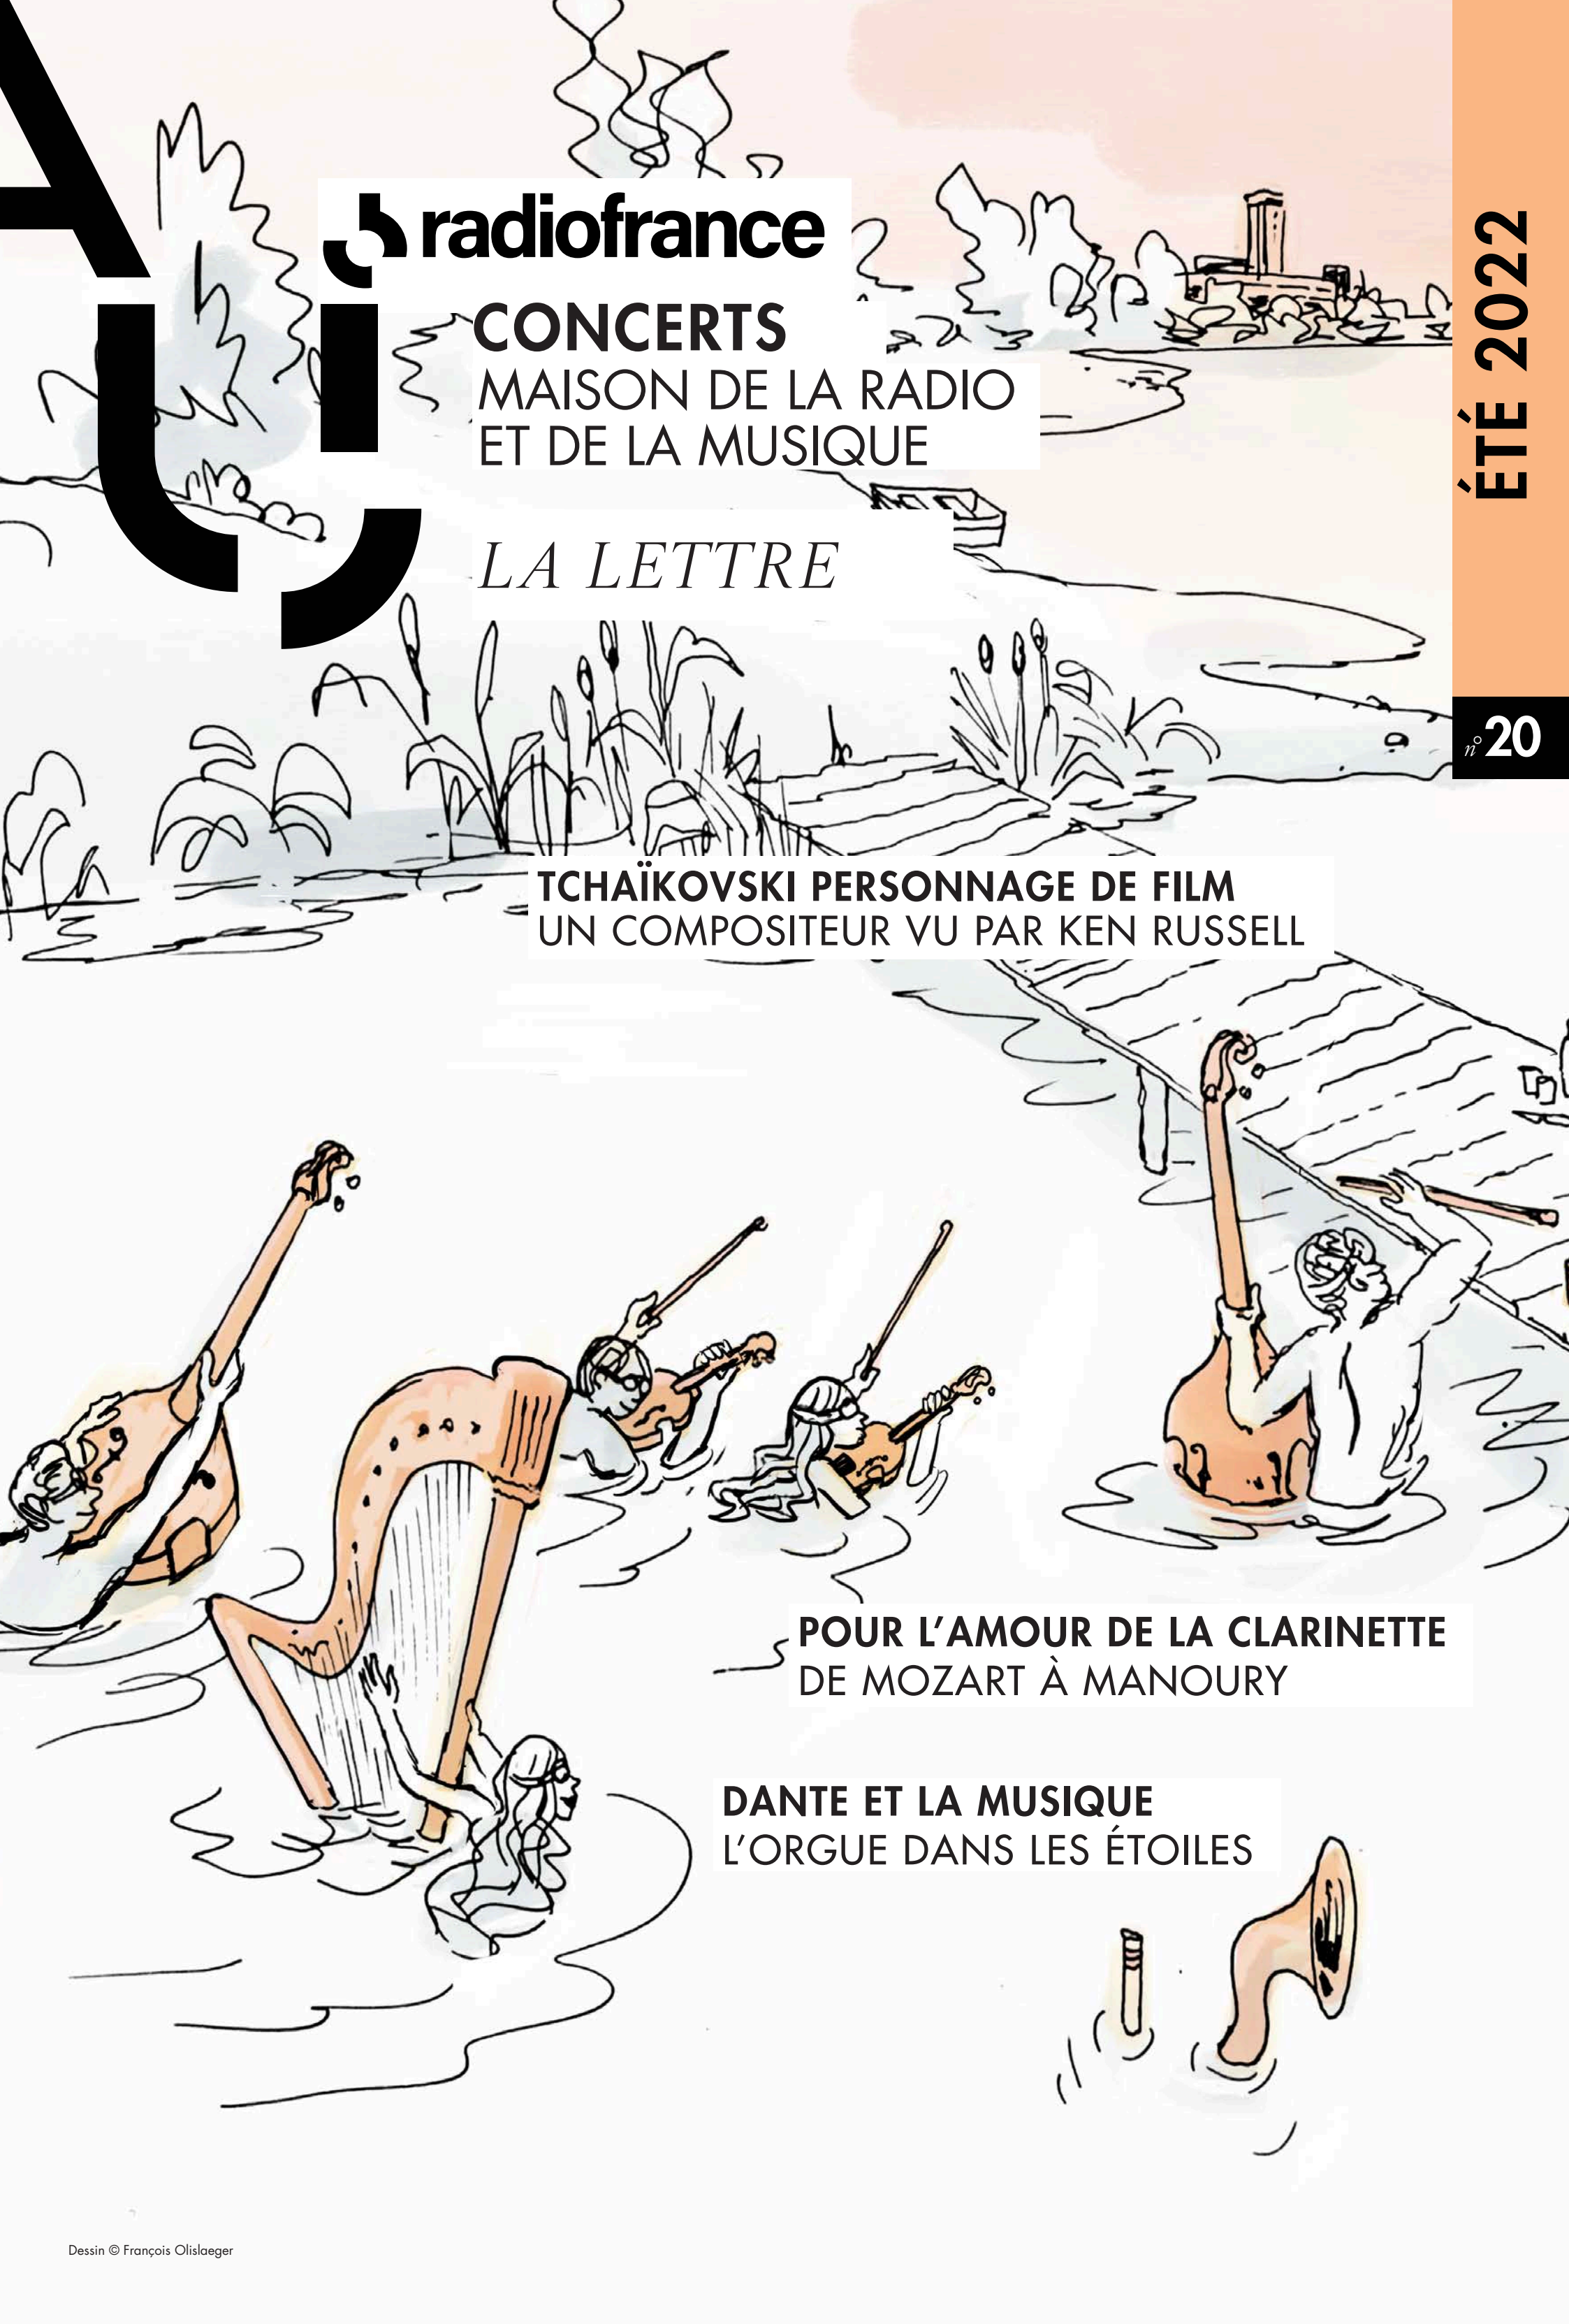 radiofrance
CONCERTS
MAISON DE LA RADIO
ET DE LA MUSIQUE
LA LETTRE
ÉTÉ 2022
n° 20
TCHAÏKOVSKI PERSONNAGE DE FILM
UN COMPOSITEUR VU PAR KEN RUSSELL
POUR L'AMOUR DE LA CLARINETTE
DE MOZART À MANOURY
DANTE ET LA MUSIQUE
L'ORGUE DANS LES ÉTOILES
Dessin © François Olislaeger